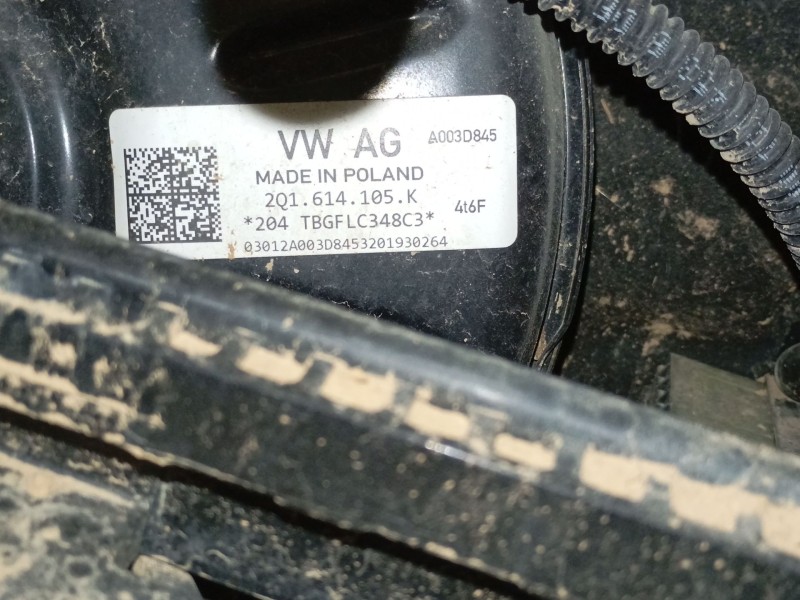 VW AG A003D845
MADE IN POLAND
2Q1.614.105.K
4t6F
*204 TBGFLC348C3*
03012A003D8453201930264